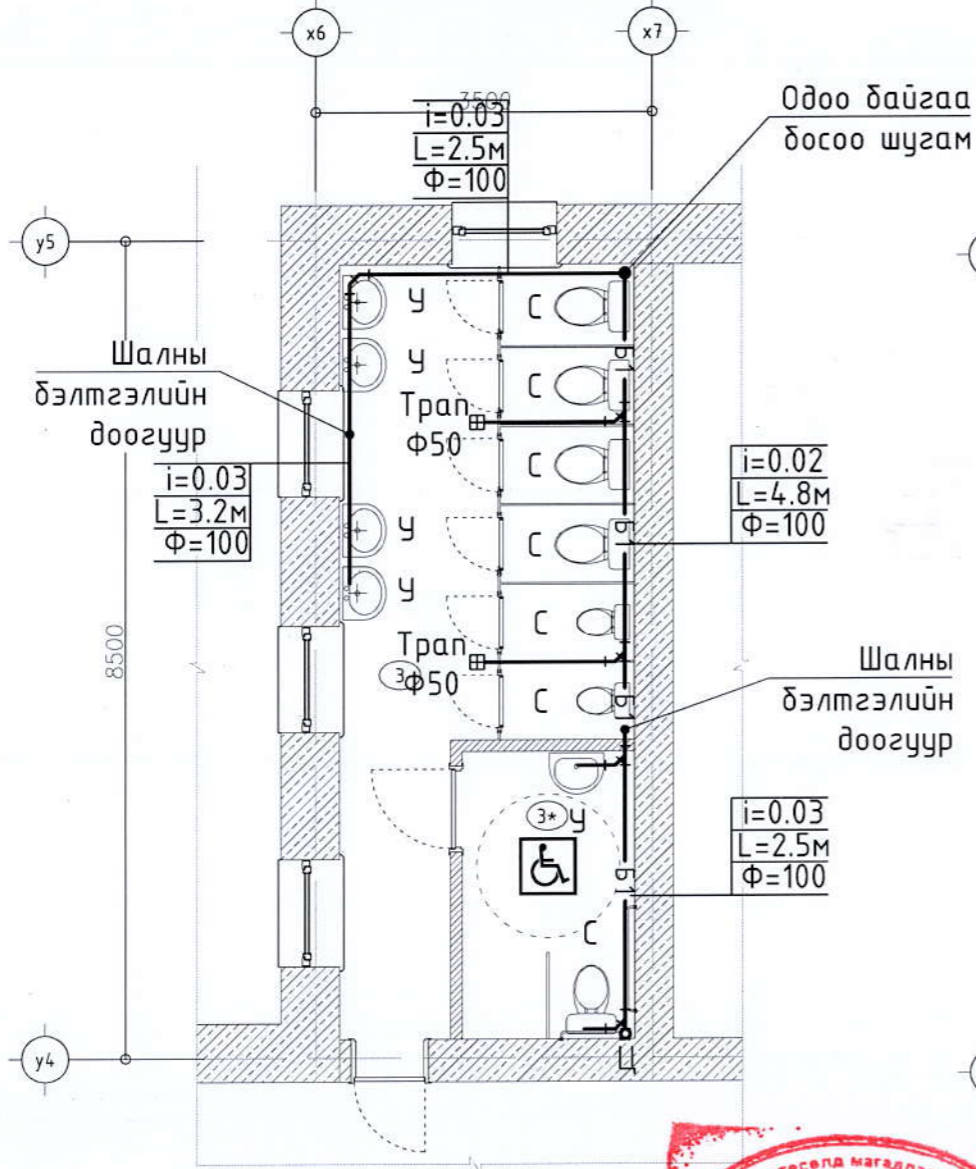 x6
x7
3500
i=0.03
L=2.5м
Ф=100
Одоо байгаа
босоо шугам
y5
У
С
У
С
Б1
Шалны
бэлтгэлийн
доогуур
Трап
Ф50
С
i=0.03
L=3.2м
Ф=100
i=0.02
L=4.8м
Ф=100
У
С
Б1
У
С
8500
Трап
3
Ф50
С
Б1
Шалны
бэлтгэлийн
доогуур
3*
У
i=0.03
L=2.5м
Ф=100
Б1
С
y4
Ц